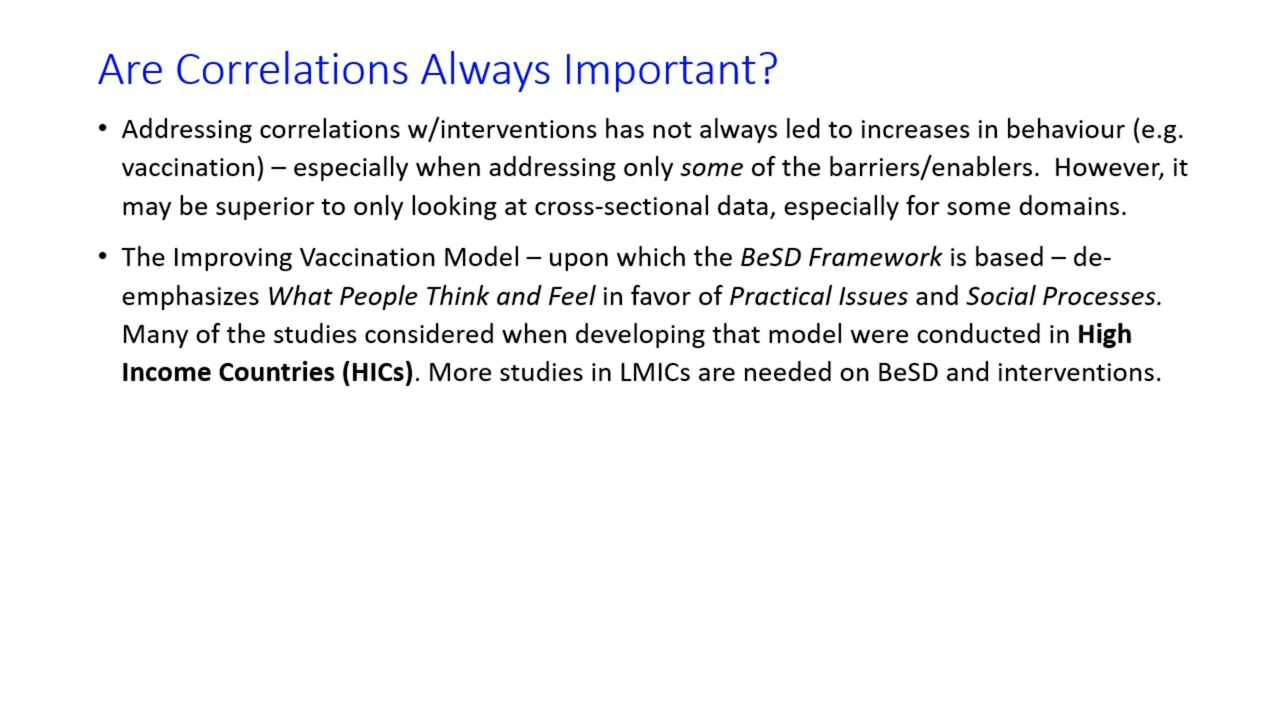 Are Correlations Always Important?
• Addressing correlations w/interventions has not always led to increases in behaviour (e.g.
vaccination) – especially when addressing only some of the barriers/enablers.  However, it
may be superior to only looking at cross-sectional data, especially for some domains.
• The Improving Vaccination Model – upon which the BeSD Framework is based – de-
emphasizes What People Think and Feel in favor of Practical Issues and Social Processes.
Many of the studies considered when developing that model were conducted in High
Income Countries (HICs). More studies in LMICs are needed on BeSD and interventions.